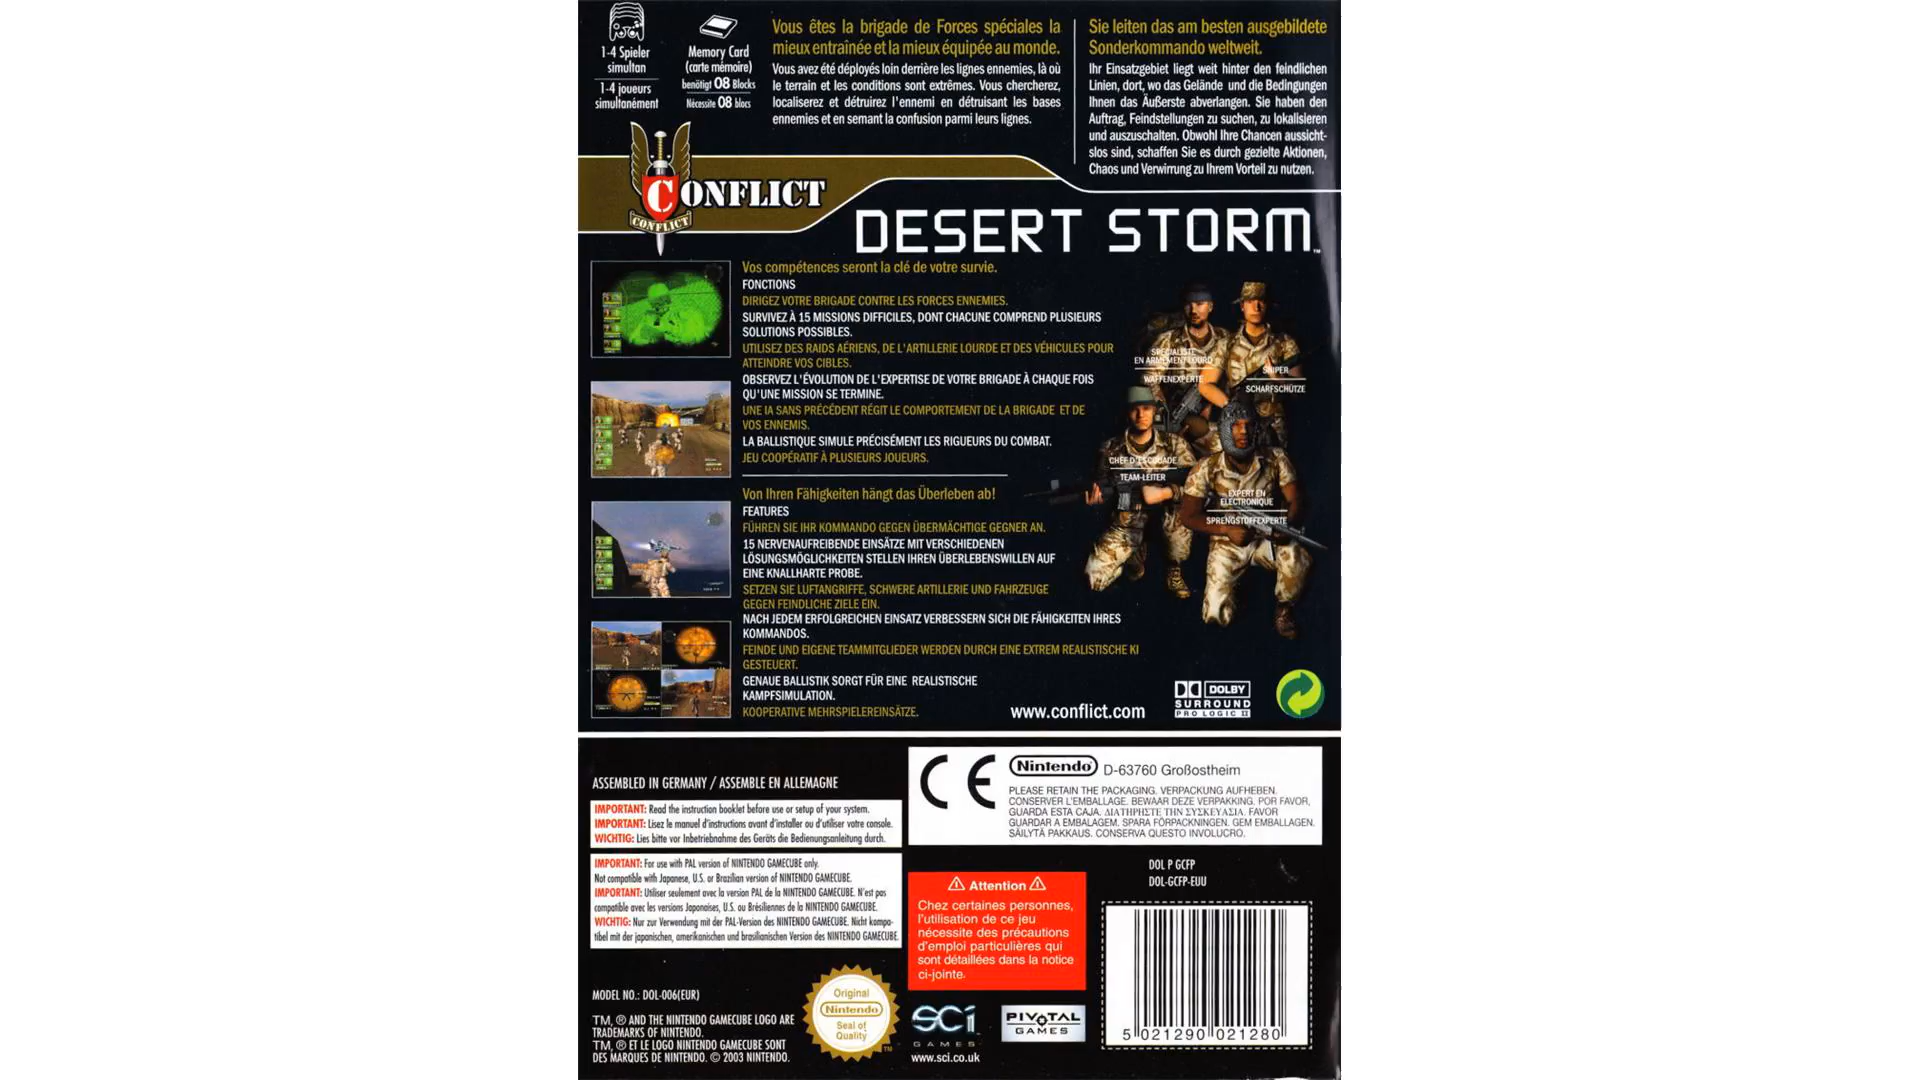 1-4 Spieler
simultan
1-4 joueurs
simultanément
Memory Card
(carte mémoire)
benötigt 08 Blocks
Nécessite 08 blocs
Vous êtes la brigade de Forces spéciales la
mieux entraînée et la mieux équipée au monde.
Vous avez été déployés loin derrière les lignes ennemies, là où
le terrain et les conditions sont extrêmes. Vous chercherez,
localiserez et détruirez l'ennemi en détruisant les bases
ennemies et en semant la confusion parmi leurs lignes.
Sie leiten das am besten ausgebildete
Sonderkommando weltweit.
Ihr Einsatzgebiet liegt weit hinter den feindlichen
Linien, dort, wo das Gelände und die Bedingungen
Ihnen das Äußerste abverlangen. Sie haben den
Auftrag, Feindstellungen zu suchen, zu lokalisieren
und auszuschalten. Obwohl Ihre Chancen aussicht-
slos sind, schaffen Sie es durch gezielte Aktionen,
Chaos und Verwirrung zu Ihrem Vorteil zu nutzen.
CONFLICT
CONFLICT
DESERT STORM™
Vos compétences seront la clé de votre survie.
FONCTIONS
DIRIGEZ VOTRE BRIGADE CONTRE LES FORCES ENNEMIES.
SURVIVEZ À 15 MISSIONS DIFFICILES, DONT CHACUNE COMPREND PLUSIEURS
SOLUTIONS POSSIBLES.
UTILISEZ DES RAIDS AÉRIENS, DE L'ARTILLERIE LOURDE ET DES VÉHICULES POUR
ATTEINDRE VOS CIBLES.
OBSERVEZ L'ÉVOLUTION DE L'EXPERTISE DE VOTRE BRIGADE À CHAQUE FOIS
QU'UNE MISSION SE TERMINE.
UNE IA SANS PRÉCÉDENT RÉGIT LE COMPORTEMENT DE LA BRIGADE ET DE
VOS ENNEMIS.
LA BALLISTIQUE SIMULE PRÉCISÉMENT LES RIGUEURS DU COMBAT.
JEU COOPÉRATIF À PLUSIEURS JOUEURS.
Von Ihren Fähigkeiten hängt das Überleben ab!
FEATURES
FÜHREN SIE IHR KOMMANDO GEGEN ÜBERMÄCHTIGE GEGNER AN.
15 NERVENAUFREIBENDE EINSÄTZE MIT VERSCHIEDENEN
LÖSUNGSMÖGLICHKEITEN STELLEN IHREN ÜBERLEBENSWILLEN AUF
EINE KNALLHARTE PROBE.
SETZEN SIE LUFTANGRIFFE, SCHWERE ARTILLERIE UND FAHRZEUGE
GEGEN FEINDLICHE ZIELE EIN.
NACH JEDEM ERFOLGREICHEN EINSATZ VERBESSERN SICH DIE FÄHIGKEITEN IHRES
KOMMANDOS.
FEINDE UND EIGENE TEAMMITGLIEDER WERDEN DURCH EINE EXTREM REALISTISCHE KI
GESTEUERT.
GENAUE BALLISTIK SORGT FÜR EINE REALISTISCHE
KAMPFSIMULATION.
KOOPERATIVE MEHRSPIELEREINSÄTZE.
SPÉCIALISTE
EN ARMEMENT LOURD
WAFFENEXPERTE
SNIPER
SCHARFSCHÜTZE
CHEF D'ESCOUADE
TEAM-LEITER
EXPERT EN
ELECTRONIQUE
SPRENGSTOFFEXPERTE
www.conflict.com
DOLBY
SURROUND
PRO LOGIC II
ASSEMBLED IN GERMANY / ASSEMBLE EN ALLEMAGNE
IMPORTANT: Read the instruction booklet before use or setup of your system.
IMPORTANT: Lisez le manuel d'instructions avant d'installer ou d'utiliser votre console.
WICHTIG: Lies bitte vor Inbetriebnahme des Geräts die Bedienungsanleitung durch.
IMPORTANT: For use with PAL version of NINTENDO GAMECUBE only.
Not compatible with Japanese, U.S. or Brazilian version of NINTENDO GAMECUBE.
IMPORTANT: Utiliser seulement avec la version PAL de la NINTENDO GAMECUBE. N'est pas
compatible avec les versions Japonaises, U.S. ou Brésiliennes de la NINTENDO GAMECUBE.
WICHTIG: Nur zur Verwendung mit der PAL-Version des NINTENDO GAMECUBE. Nicht kompa-
tibel mit der japanischen, amerikanischen und brasilianischen Version des NINTENDO GAMECUBE.
MODEL NO.: DOL-006(EUR)
TM, ® AND THE NINTENDO GAMECUBE LOGO ARE
TRADEMARKS OF NINTENDO.
TM, ® ET LE LOGO NINTENDO GAMECUBE SONT
DES MARQUES DE NINTENDO. © 2003 NINTENDO.
Original
Nintendo
Seal of
Quality
TM
CE
Nintendo D-63760 Großostheim
PLEASE RETAIN THE PACKAGING. VERPACKUNG AUFHEBEN.
CONSERVER L'EMBALLAGE. BEWAAR DEZE VERPAKKING. POR FAVOR,
GUARDA ESTA CAJA. ΔΙΑΤΗΡΗΣΤΕ ΤΗΝ ΣΥΣΚΕΥΑΣΙΑ. FAVOR
GUARDAR A EMBALAGEM. SPARA FÖRPACKNINGEN. GEM EMBALLAGEN.
SÄILYTÄ PAKKAUS. CONSERVA QUESTO INVOLUCRO.
Attention
Chez certaines personnes,
l'utilisation de ce jeu
nécessite des précautions
d'emploi particulières qui
sont détaillées dans la notice
ci-jointe.
SCi
GAMES
www.sci.co.uk
PIVOTAL
GAMES
DOL P GCFP
DOL-GCFP-EUU
5 021290 021280